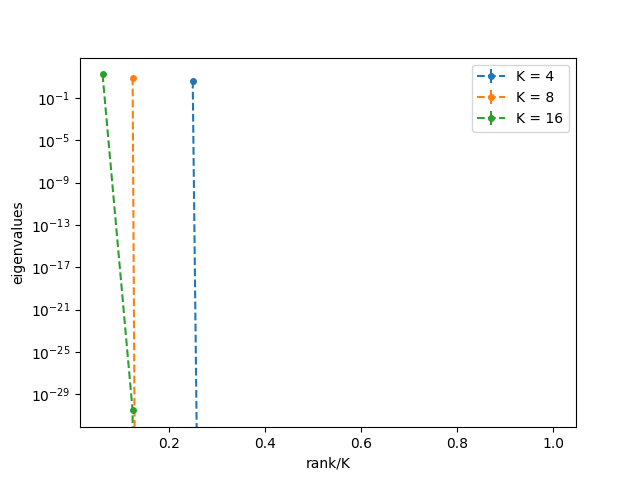 K = 4
K = 8
K = 16
10⁻¹
10⁻⁵
10⁻⁹
10⁻¹³
10⁻¹⁷
10⁻²¹
10⁻²⁵
10⁻²⁹
eigenvalues
0.2 0.4 0.6 0.8 1.0
rank/K